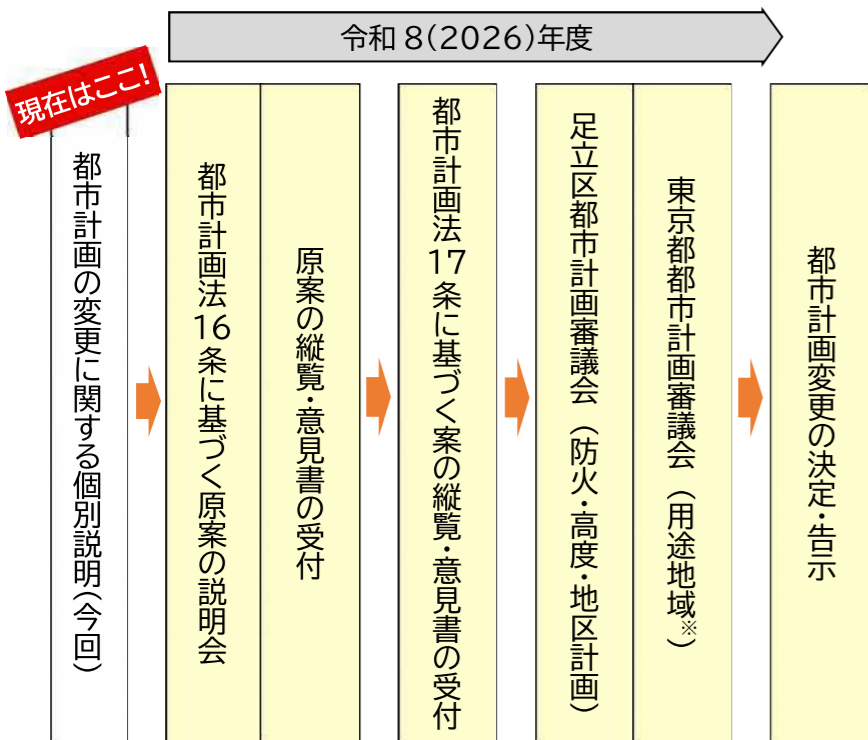 令和8(2026)年度
現在はここ!
都市計画の変更に関する個別説明(今回)
都市計画法16条に基づく原案の説明会
原案の縦覧・意見書の受付
都市計画法17条に基づく案の縦覧・意見書の受付
足立区都市計画審議会(防火・高度・地区計画)
東京都都市計画審議会(用途地域※)
都市計画変更の決定・告示